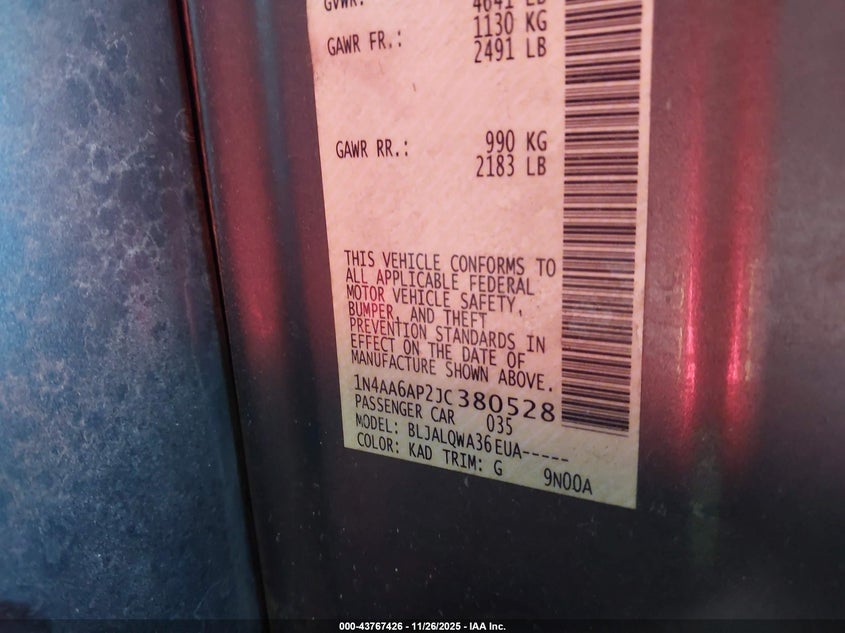 GVWR: 4641 LB
1130 KG
GAWR FR.: 2491 LB
990 KG
GAWR RR.: 2183 LB
THIS VEHICLE CONFORMS TO
ALL APPLICABLE FEDERAL
MOTOR VEHICLE SAFETY,
BUMPER, AND THEFT
PREVENTION STANDARDS IN
EFFECT ON THE DATE OF
MANUFACTURE SHOWN ABOVE.
1N4AA6AP2JC380528
PASSENGER CAR 035
MODEL: BLJALQWA36EUA-----
COLOR: KAD TRIM: G 9N00A
000-43767426 - 11/26/2025 - IAA Inc.